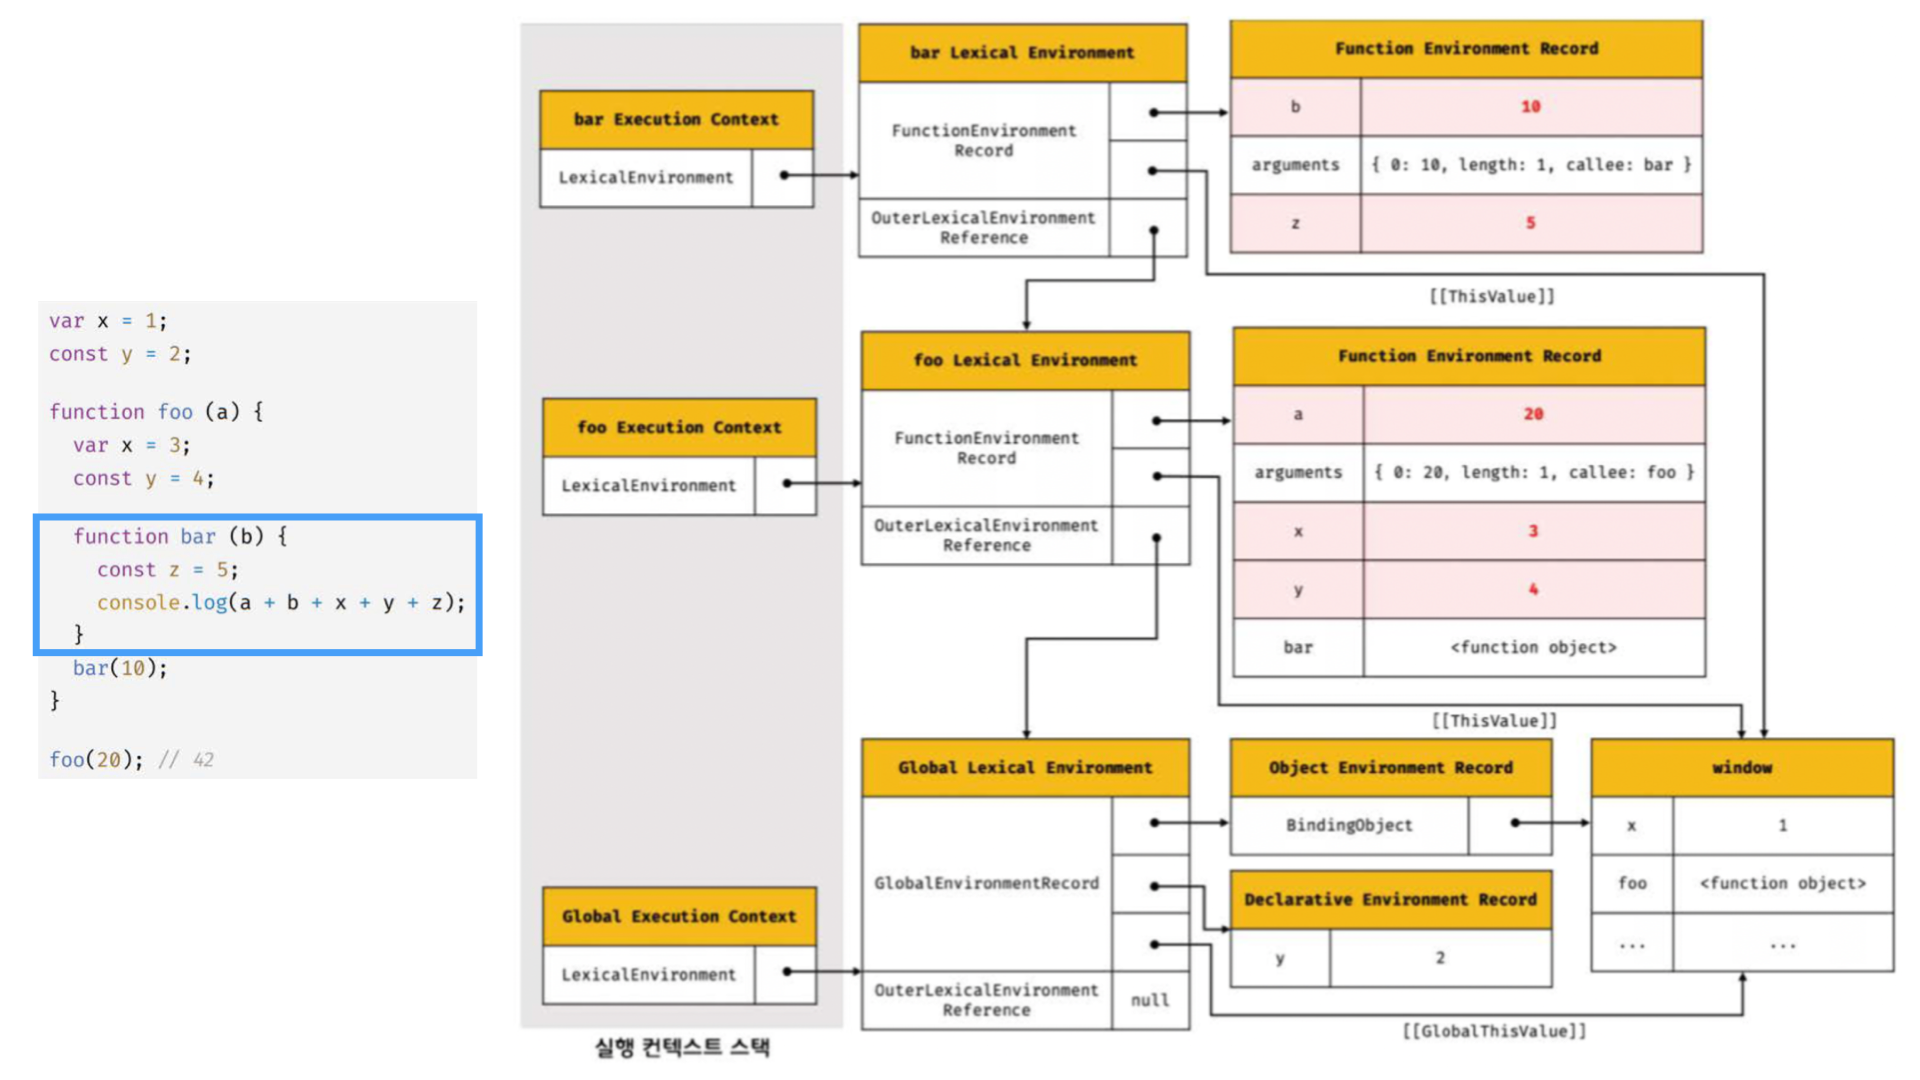 var x = 1;
const y = 2;
function foo (a) {
var x = 3;
const y = 4;
function bar (b) {
const z = 5;
console.log(a + b + x + y + z);
}
bar(10);
}
foo(20); // 42
bar Execution Context
LexicalEnvironment
foo Execution Context
LexicalEnvironment
Global Execution Context
LexicalEnvironment
실행 컨텍스트 스택
bar Lexical Environment
FunctionEnvironment
Record
OuterLexicalEnvironment
Reference
Function Environment Record
b 10
arguments { 0: 10, length: 1, callee: bar }
z 5
[[ThisValue]]
foo Lexical Environment
FunctionEnvironment
Record
OuterLexicalEnvironment
Reference
Function Environment Record
a 20
arguments { 0: 20, length: 1, callee: foo }
x 3
y 4
bar <function object>
[[ThisValue]]
Global Lexical Environment
GlobalEnvironmentRecord
OuterLexicalEnvironment
Reference
null
Object Environment Record
BindingObject
Declarative Environment Record
y 2
window
x 1
foo <function object>
... ...
[[GlobalThisValue]]